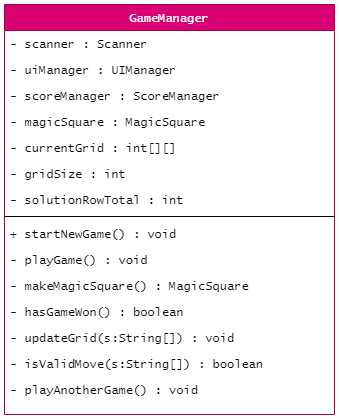 GameManager
- scanner : Scanner
- uiManager : UIManager
- scoreManager : ScoreManager
- magicSquare : MagicSquare
- currentGrid : int[][]
- gridSize : int
- solutionRowTotal : int
+ startNewGame() : void
- playGame() : void
- makeMagicSquare() : MagicSquare
- hasGameWon() : boolean
- updateGrid(s:String[]) : void
- isValidMove(s:String[]) : boolean
- playAnotherGame() : void